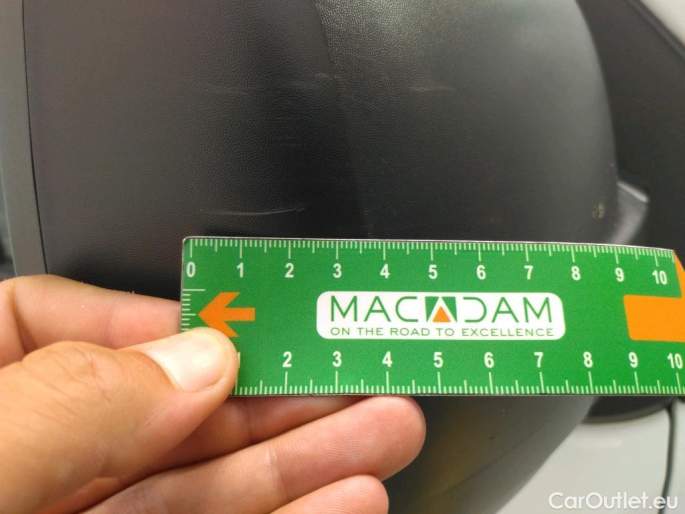 0 1 2 3 4 5 6 7 8 9 10
MACADAM
ON THE ROAD TO EXCELLENCE
1 2 3 4 5 6 7 8 9 10
CarOutlet.eu